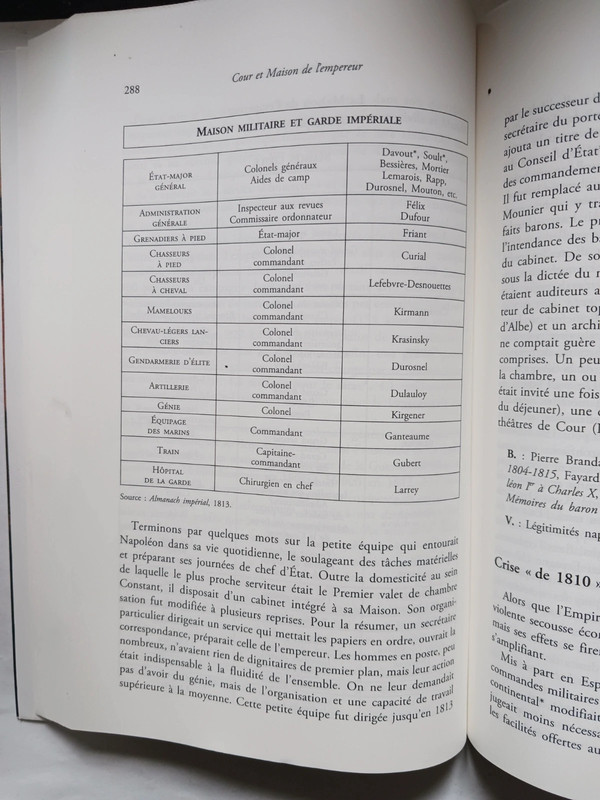 288
Cour et Maison de l'empereur
MAISON MILITAIRE ET GARDE IMPÉRIALE
ÉTAT-MAJOR GÉNÉRAL
Colonels généraux
Aides de camp
Davout*, Soult*,
Bessières, Mortier
Lemarois, Rapp,
Durosnel, Mouton, etc.
ADMINISTRATION GÉNÉRALE
Inspecteur aux revues
Commissaire ordonnateur
Félix
Dufour
GRENADIERS À PIED
État-major
Friant
CHASSEURS À PIED
Colonel
commandant
Curial
CHASSEURS À CHEVAL
Colonel
commandant
Lefebvre-Desnouettes
MAMELOUKS
Colonel
commandant
Kirmann
CHEVAU-LÉGERS LAN-
CIERS
Colonel
commandant
Krasinsky
GENDARMERIE D'ÉLITE
Colonel
commandant
Durosnel
ARTILLERIE
Colonel
commandant
Dulauloy
GÉNIE
Colonel
Kirgener
ÉQUIPAGE
DES MARINS
Commandant
Ganteaume
TRAIN
Capitaine-
commandant
Gubert
HÔPITAL
DE LA GARDE
Chirurgien en chef
Larrey
Source : Almanach impérial, 1813.
Terminons par quelques mots sur la petite équipe qui entourait
Napoléon dans sa vie quotidienne, le soulageant des tâches matérielles
et préparant ses journées de chef d'État. Outre la domesticité au sein
de laquelle le plus proche serviteur était le Premier valet de chambre
Constant, il disposait d'un cabinet intégré à sa Maison. Son organi-
sation fut modifiée à plusieurs reprises. Pour la résumer, un secrétaire
particulier dirigeait un service qui mettait les papiers en ordre, ouvrait la
correspondance, préparait celle de l'empereur. Les hommes en poste, peu
nombreux, n'avaient rien de dignitaires de premier plan, mais leur action
était indispensable à la fluidité de l'ensemble. On ne leur demandait
pas d'avoir du génie, mais de l'organisation et une capacité de travail
supérieure à la moyenne. Cette petite équipe fut dirigée jusqu'en 1813
par le successeur d
secrétaire du porte
ajouta un titre de
au Conseil d'État
des commandemen
Il fut remplacé au
Mounier qui y tra
faits barons. Le pr
l'intendance des ba
du cabinet. De so
sous la dictée du m
étaient auditeurs a
teur de cabinet top
d'Albe) et un archi
ne comptait guère
comprises. Un peu
la chambre, un ou
était invité une fois
du déjeuner), une c
théâtres de Cour (l
B. : Pierre Branda
1804-1815, Fayard
léon Ier à Charles X,
Mémoires du baron
V. : Légitimités nap
Crise « de 1810 »
Alors que l'Empir
violente secousse écon
mais ses effets se firen
s'amplifiant.
Mis à part en Esp
commandes militaires
continental* modifiait
jugeait moins nécessa
les facilités offertes au